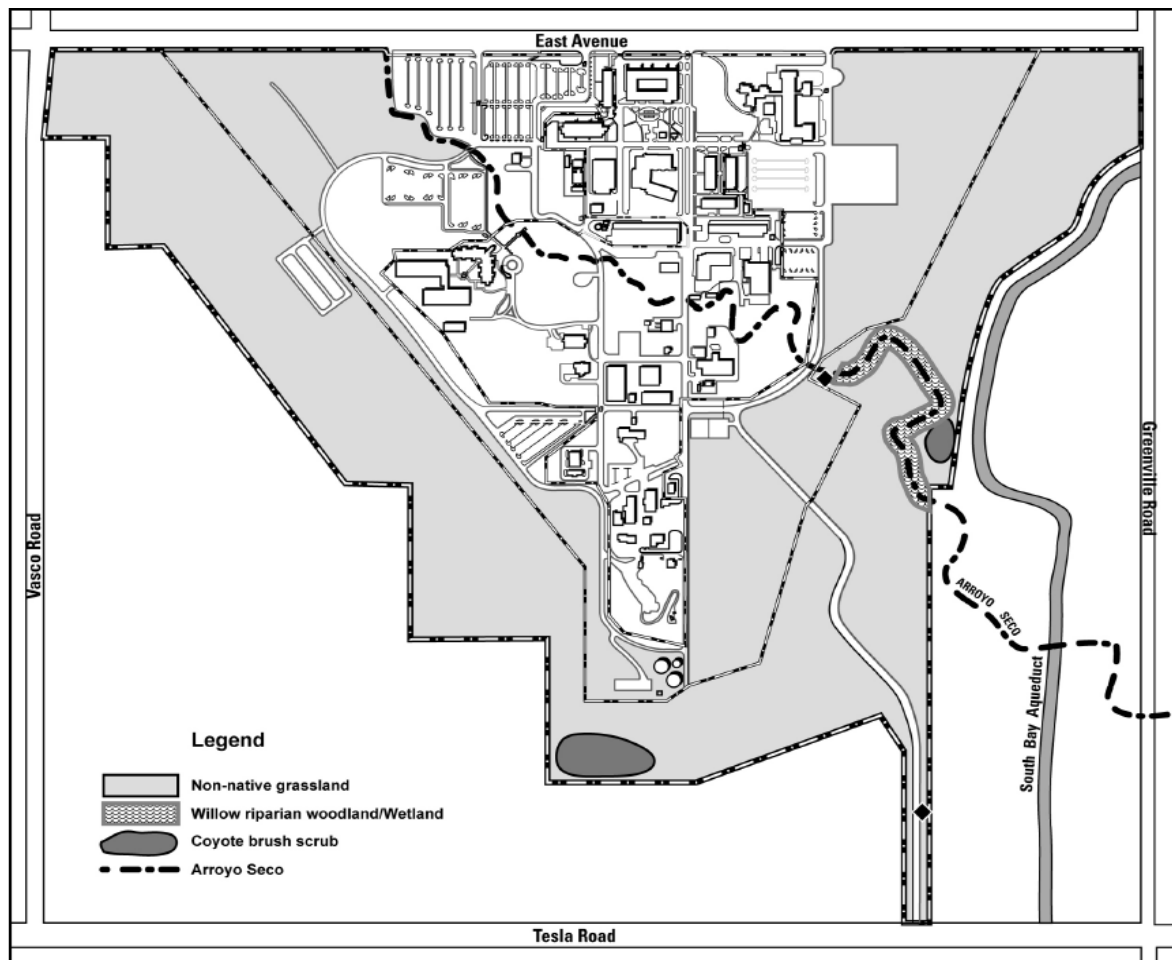 East Avenue
Vasco Road
Greenville Road
ARROYO SECO
South Bay Aqueduct
Legend
Non-native grassland
Willow riparian woodland/Wetland
Coyote brush scrub
Arroyo Seco
Tesla Road